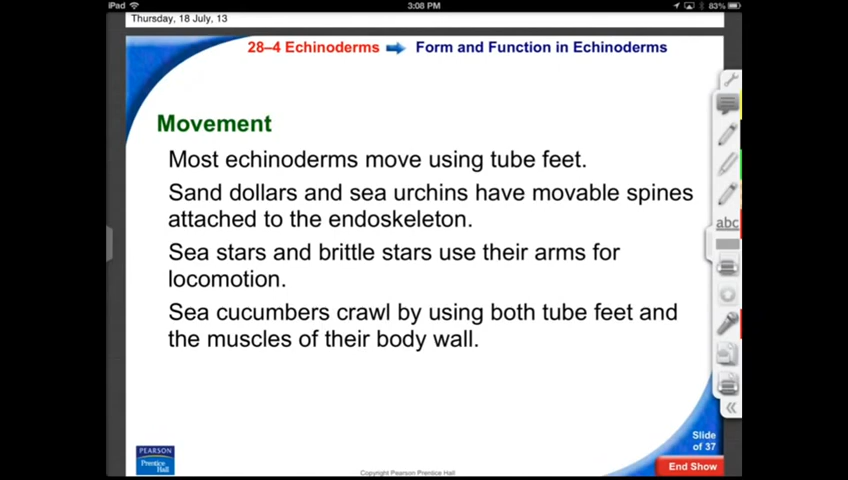 iPad 3:08 PM 83%
Thursday, 18 July, 13
28–4 Echinoderms Form and Function in Echinoderms
Movement
Most echinoderms move using tube feet.
Sand dollars and sea urchins have movable spines
attached to the endoskeleton.
Sea stars and brittle stars use their arms for
locomotion.
Sea cucumbers crawl by using both tube feet and
the muscles of their body wall.
abc
Slide
of 37
End Show
PEARSON
Prentice
Hall
Copyright Pearson Prentice Hall